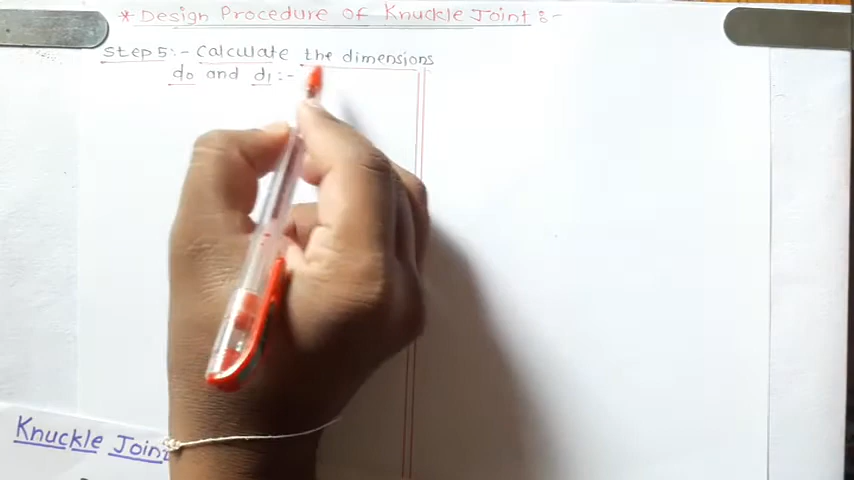 * Design Procedure of Knuckle Joint :-
Step 5:- Calculate the dimensions
do and d1 :-
Knuckle Joint